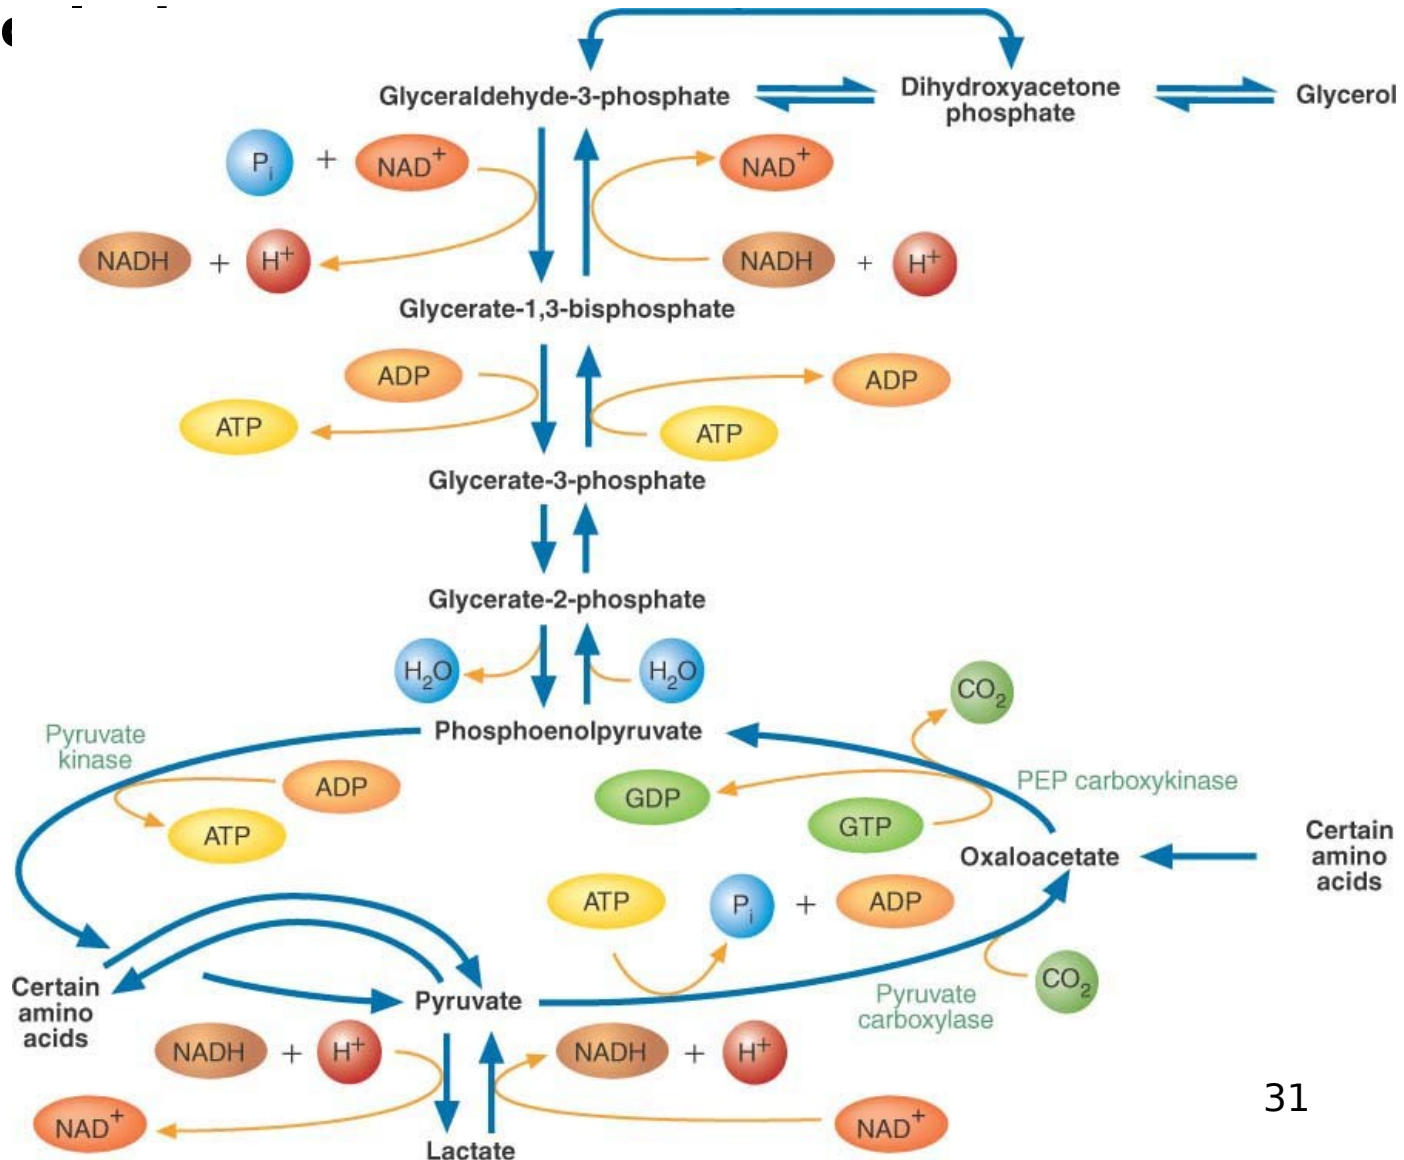 Glyceraldehyde-3-phosphate
Dihydroxyacetone
phosphate
Glycerol
Pi + NAD+
NAD+
NADH + H+
NADH + H+
Glycerate-1,3-bisphosphate
ADP
ADP
ATP
ATP
Glycerate-3-phosphate
Glycerate-2-phosphate
H2O
H2O
CO2
Phosphoenolpyruvate
Pyruvate
kinase
PEP carboxykinase
ADP
GDP
ATP
GTP
Oxaloacetate
Certain
amino
acids
ATP
Pi + ADP
CO2
Pyruvate
carboxylase
Certain
amino
acids
Pyruvate
NADH + H+
NADH + H+
NAD+
NAD+
Lactate
31